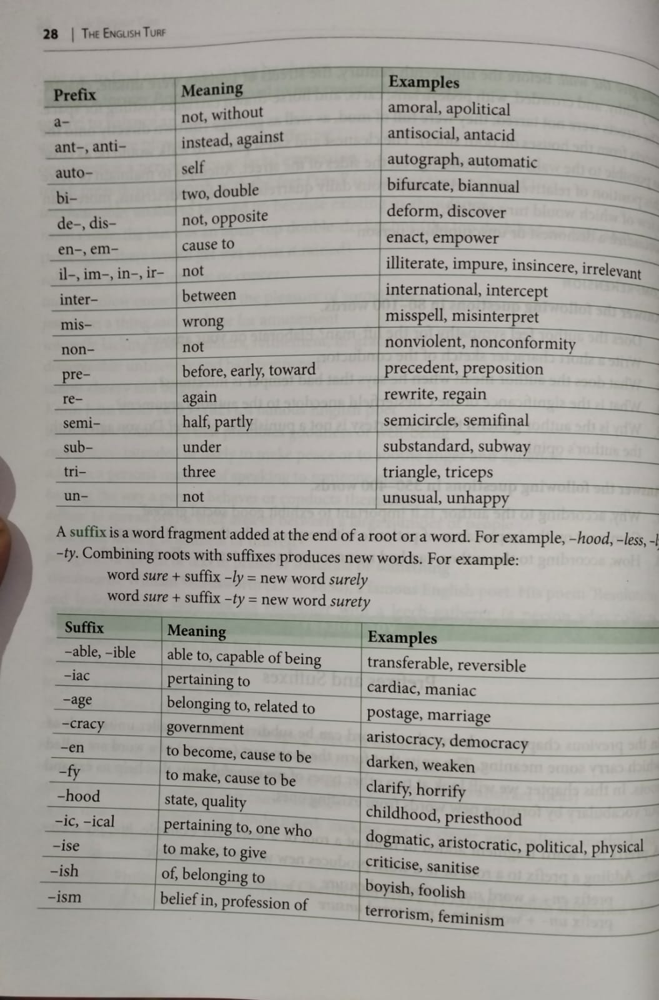 28 | THE ENGLISH TURF
Prefix Meaning Examples
a– not, without amoral, apolitical
ant–, anti– instead, against antisocial, antacid
auto– self autograph, automatic
bi– two, double bifurcate, biannual
de–, dis– not, opposite deform, discover
en–, em– cause to enact, empower
il–, im–, in–, ir– not illiterate, impure, insincere, irrelevant
inter– between international, intercept
mis– wrong misspell, misinterpret
non– not nonviolent, nonconformity
pre– before, early, toward precedent, preposition
re– again rewrite, regain
semi– half, partly semicircle, semifinal
sub– under substandard, subway
tri– three triangle, triceps
un– not unusual, unhappy
A suffix is a word fragment added at the end of a root or a word. For example, –hood, –less,
–ty. Combining roots with suffixes produces new words. For example:
word sure + suffix –ly = new word surely
word sure + suffix –ty = new word surety
Suffix Meaning Examples
–able, –ible able to, capable of being transferable, reversible
–iac pertaining to cardiac, maniac
–age belonging to, related to postage, marriage
–cracy government aristocracy, democracy
–en to become, cause to be darken, weaken
–fy to make, cause to be clarify, horrify
–hood state, quality childhood, priesthood
–ic, –ical pertaining to, one who dogmatic, aristocratic, political, physical
–ise to make, to give criticise, sanitise
–ish of, belonging to boyish, foolish
–ism belief in, profession of terrorism, feminism